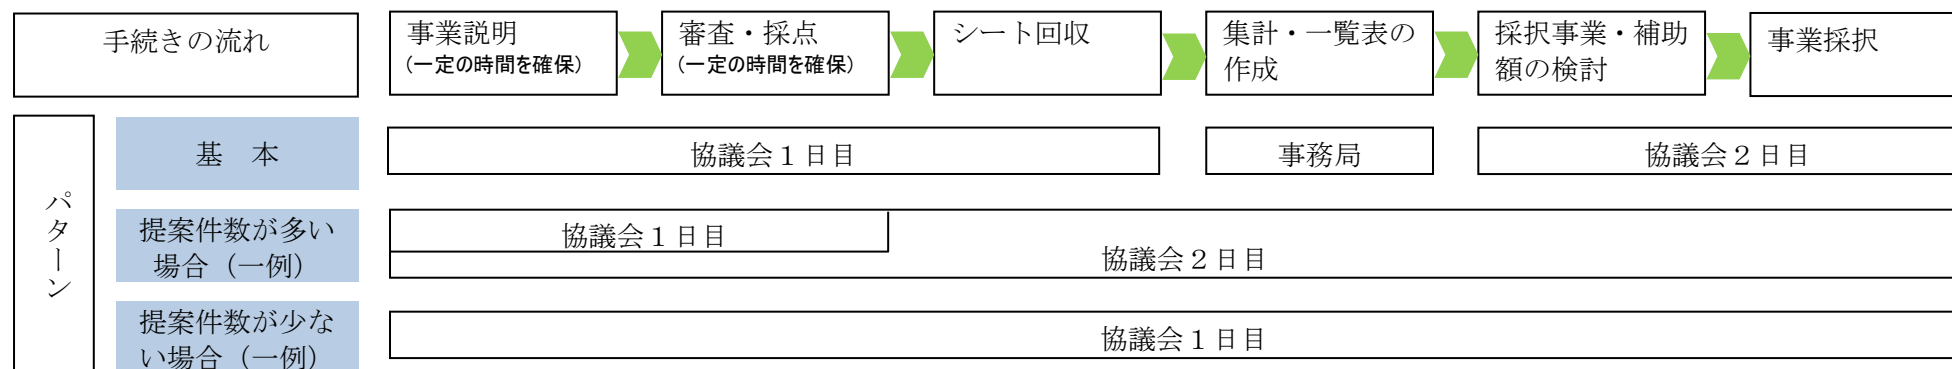 手続きの流れ
事業説明
(一定の時間を確保)
審査・採点
(一定の時間を確保)
シート回収
集計・一覧表の
作成
採択事業・補助
額の検討
事業採択
パターン
基　本
協議会１日目
事務局
協議会２日目
提案件数が多い
場合（一例）
協議会１日目
協議会２日目
提案件数が少な
い場合（一例）
協議会１日目